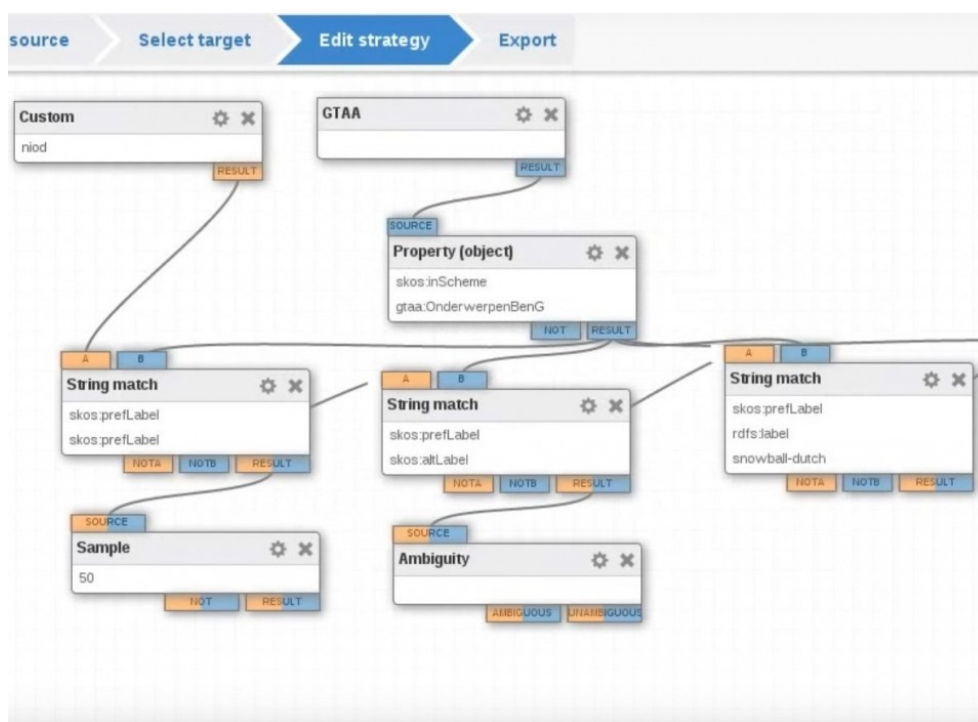 source
Select target
Edit strategy
Export
Custom
niod
RESULT
GTAA
RESULT
SOURCE
Property (object)
skos:inScheme
gtaa:OnderwerpenBenG
NOT
RESULT
A
B
String match
skos:prefLabel
skos:prefLabel
NOTA
NOTB
RESULT
A
B
String match
skos:prefLabel
skos:altLabel
NOTA
NOTB
RESULT
A
B
String match
skos:prefLabel
rdfs:label
snowball-dutch
NOTA
NOTB
RESULT
SOURCE
Sample
50
NOT
RESULT
SOURCE
Ambiguity
AMBIGUOUS
UNAMBIGUOUS